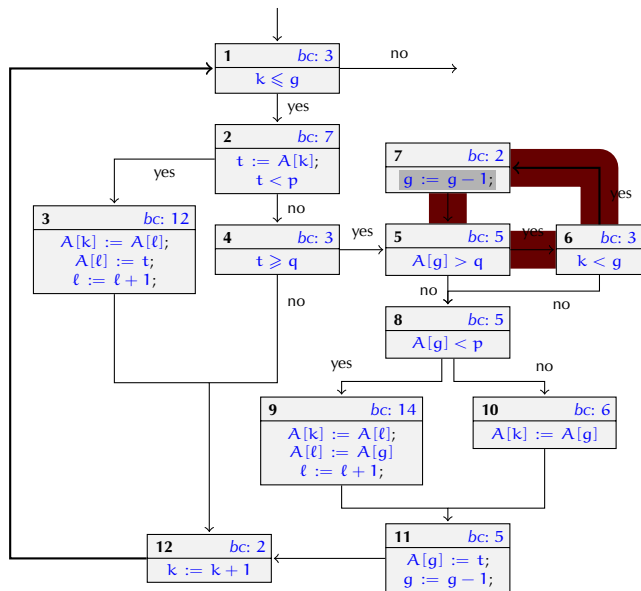 1 bc: 3
k ⩽ g
no
yes
2 bc: 7
t := A[k];
t < p
yes
no
7 bc: 2
g := g − 1;
yes
3 bc: 12
A[k] := A[ℓ];
A[ℓ] := t;
ℓ := ℓ + 1;
4 bc: 3
t ⩾ q
yes
5 bc: 5
A[g] > q
yes
6 bc: 3
k < g
no
no
no
8 bc: 5
A[g] < p
yes
no
9 bc: 14
A[k] := A[ℓ];
A[ℓ] := A[g]
ℓ := ℓ + 1;
10 bc: 6
A[k] := A[g]
11 bc: 5
A[g] := t;
g := g − 1;
12 bc: 2
k := k + 1